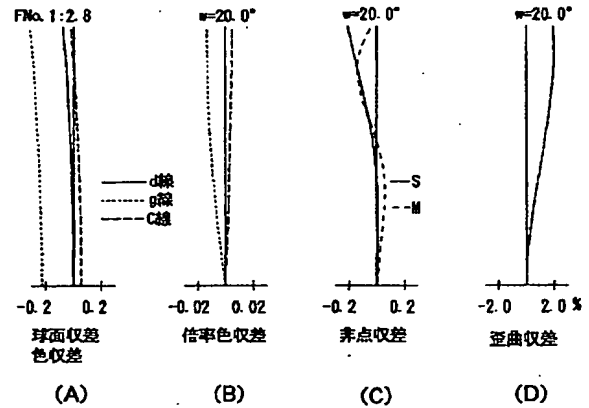 FNo. 1:2.8
w=20.0°
w=20.0°
w=20.0°
d線
g線
C線
S
M
-0.2 0.2
-0.02 0.02
-0.2 0.2
-2.0 2.0 %
球面収差
色収差
倍率色収差
非点収差
歪曲収差
(A)
(B)
(C)
(D)